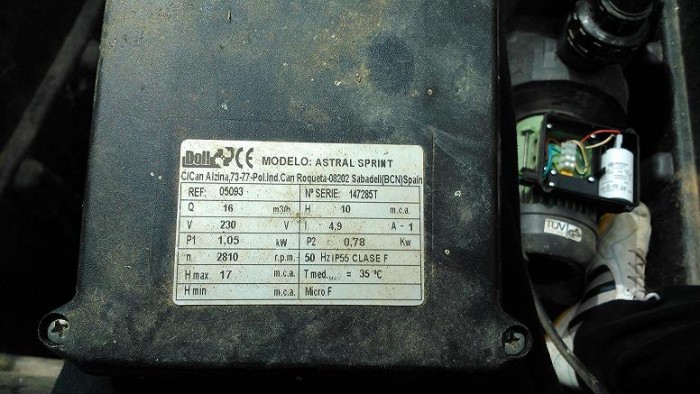 CE MODELO: ASTRAL SPRINT
C/Can Alzina,73-77-Pol.Ind.Can Roqueta-08202 Sabadell(BCN)Spain
REF: 05093 Nº SERIE: 147285T
Q 16 m3/h H 10 m.c.a.
V 230 V I 4,9 A - 1
P1 1,05 kW P2 0,78 Kw
n 2810 r.p.m. 50 Hz IP55 CLASE F
H max. 17 m.c.a. T med. = 35 ºC
H min m.c.a. Micro F
TUV